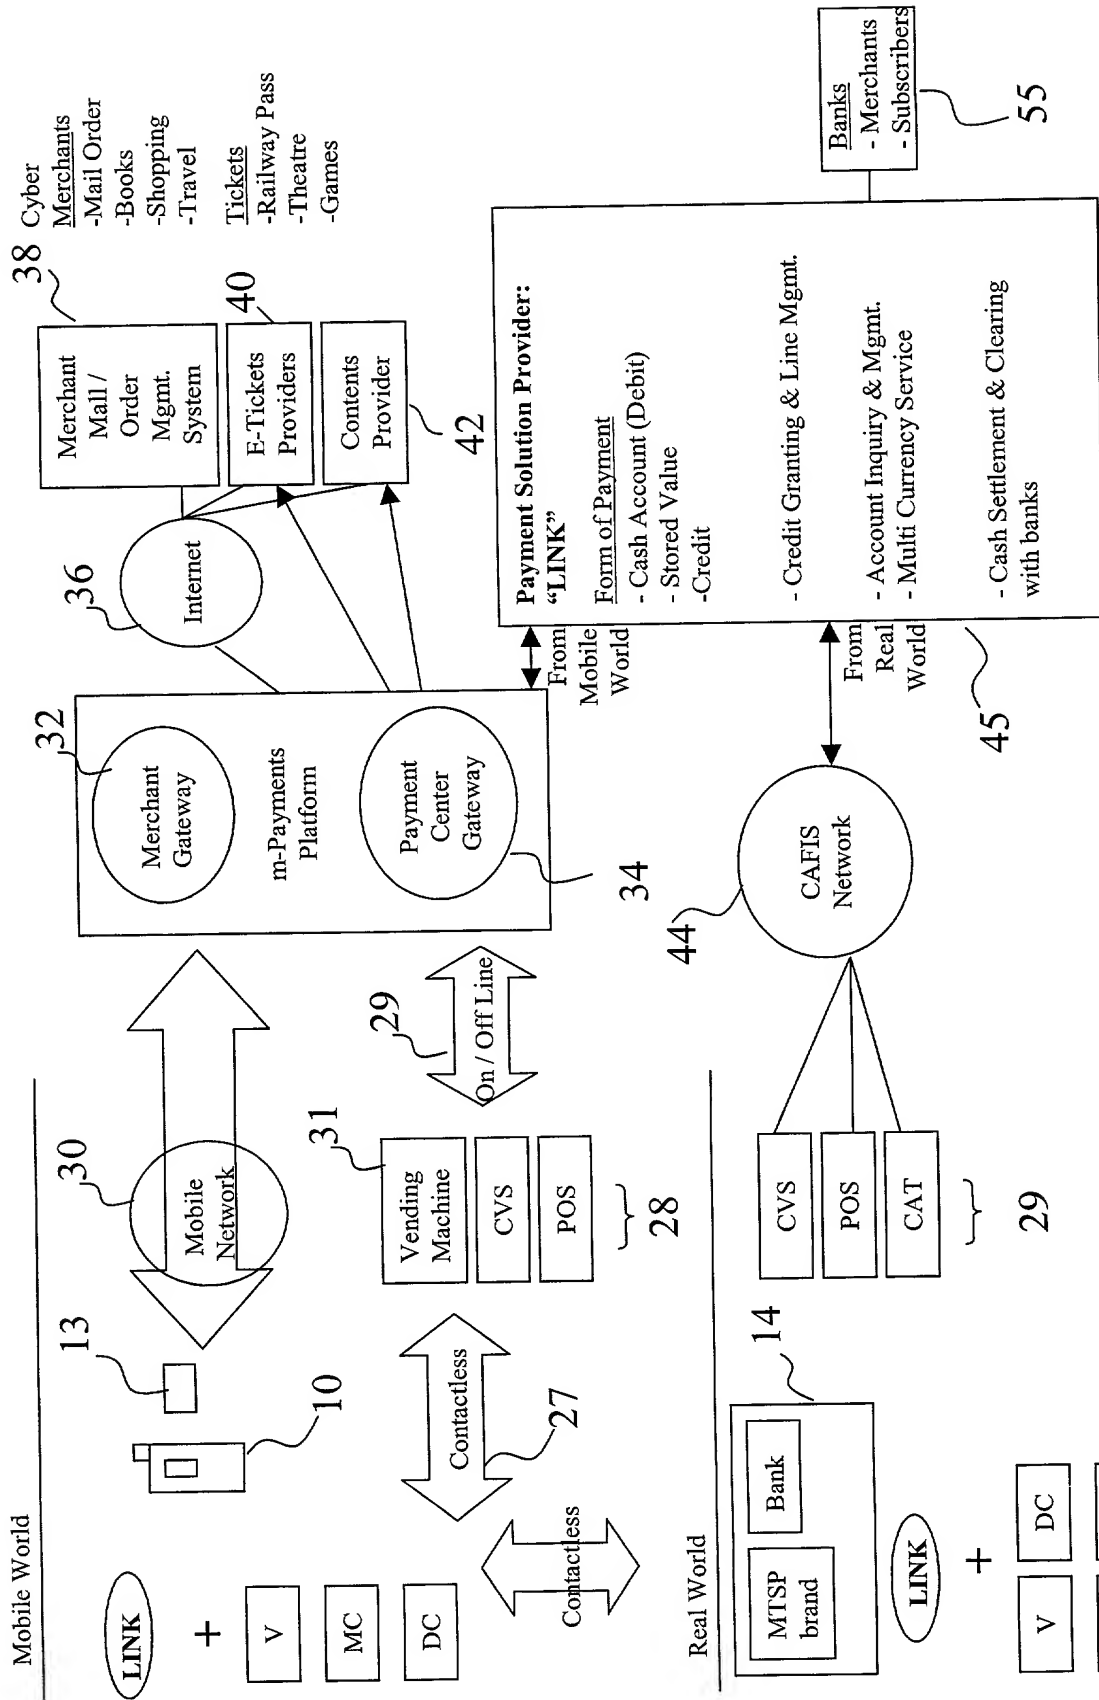 Mobile World
LINK
+
V
MC
DC
10
13
30
Mobile
Network
Contactless
27
Contactless
31
Vending
Machine
CVS
POS
28
29
On / Off Line
32
Merchant
Gateway
m-Payments
Platform
Payment
Center
Gateway
34
36
Internet
38
Merchant
Mall /
Order
Mgmt.
System
40
E-Tickets
Providers
Contents
Provider
42
Cyber
Merchants
-Mail Order
-Books
-Shopping
-Travel
Tickets
-Railway Pass
-Theatre
-Games
From
Mobile
World
Payment Solution Provider:
“LINK”
Form of Payment
- Cash Account (Debit)
- Stored Value
-Credit
- Credit Granting & Line Mgmt.
- Account Inquiry & Mgmt.
- Multi Currency Service
- Cash Settlement & Clearing
with banks
From
Real
World
45
Banks
- Merchants
- Subscribers
55
Real World
14
MTSP
brand
Bank
LINK
+
V
DC
CVS
POS
CAT
29
44
CAFIS
Network